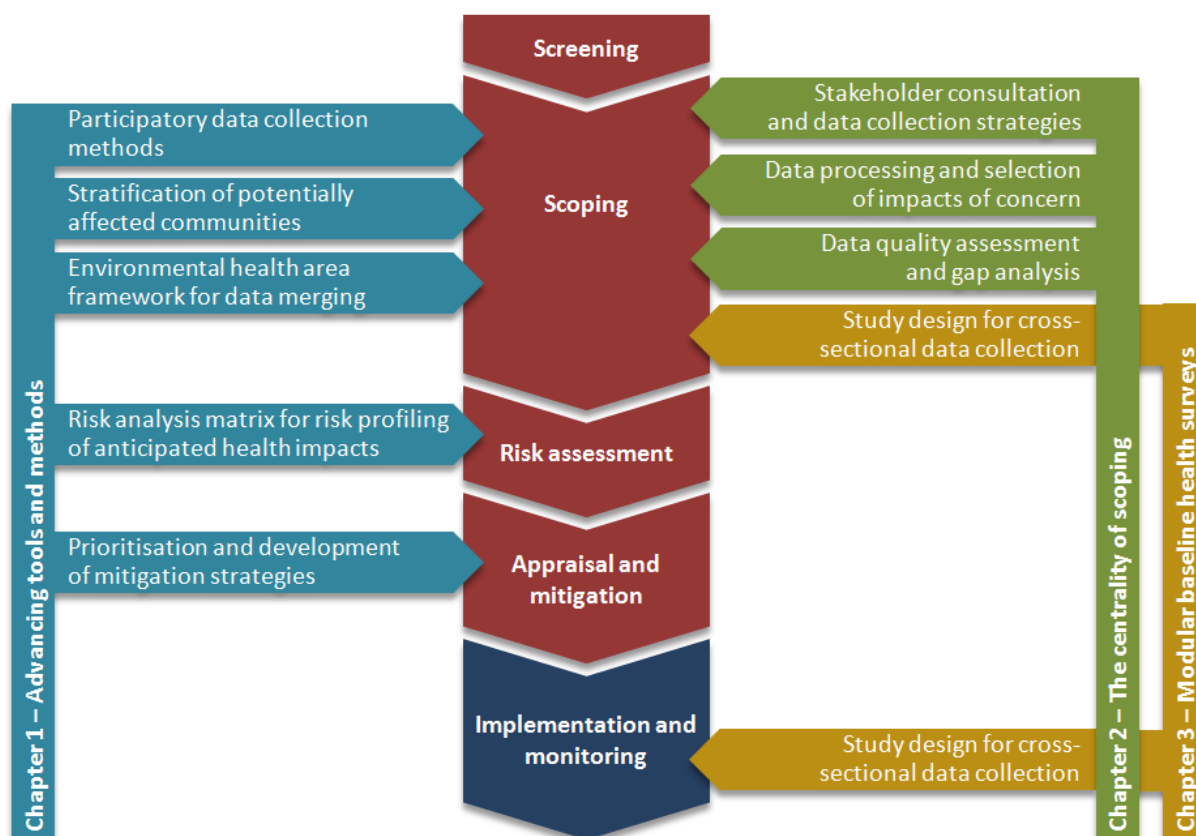 Screening
Stakeholder consultation
and data collection strategies
Participatory data collection
methods
Data processing and selection
of impacts of concern
Stratification of potentially
affected communities
Scoping
Data quality assessment
and gap analysis
Environmental health area
framework for data merging
Study design for cross-
sectional data collection
Risk analysis matrix for risk profiling
of anticipated health impacts
Risk assessment
Prioritisation and development
of mitigation strategies
Appraisal and
mitigation
Implementation and
monitoring
Study design for cross-
sectional data collection
Chapter 1 – Advancing tools and methods
Chapter 2 – The centrality of scoping
Chapter 3 – Modular baseline health surveys